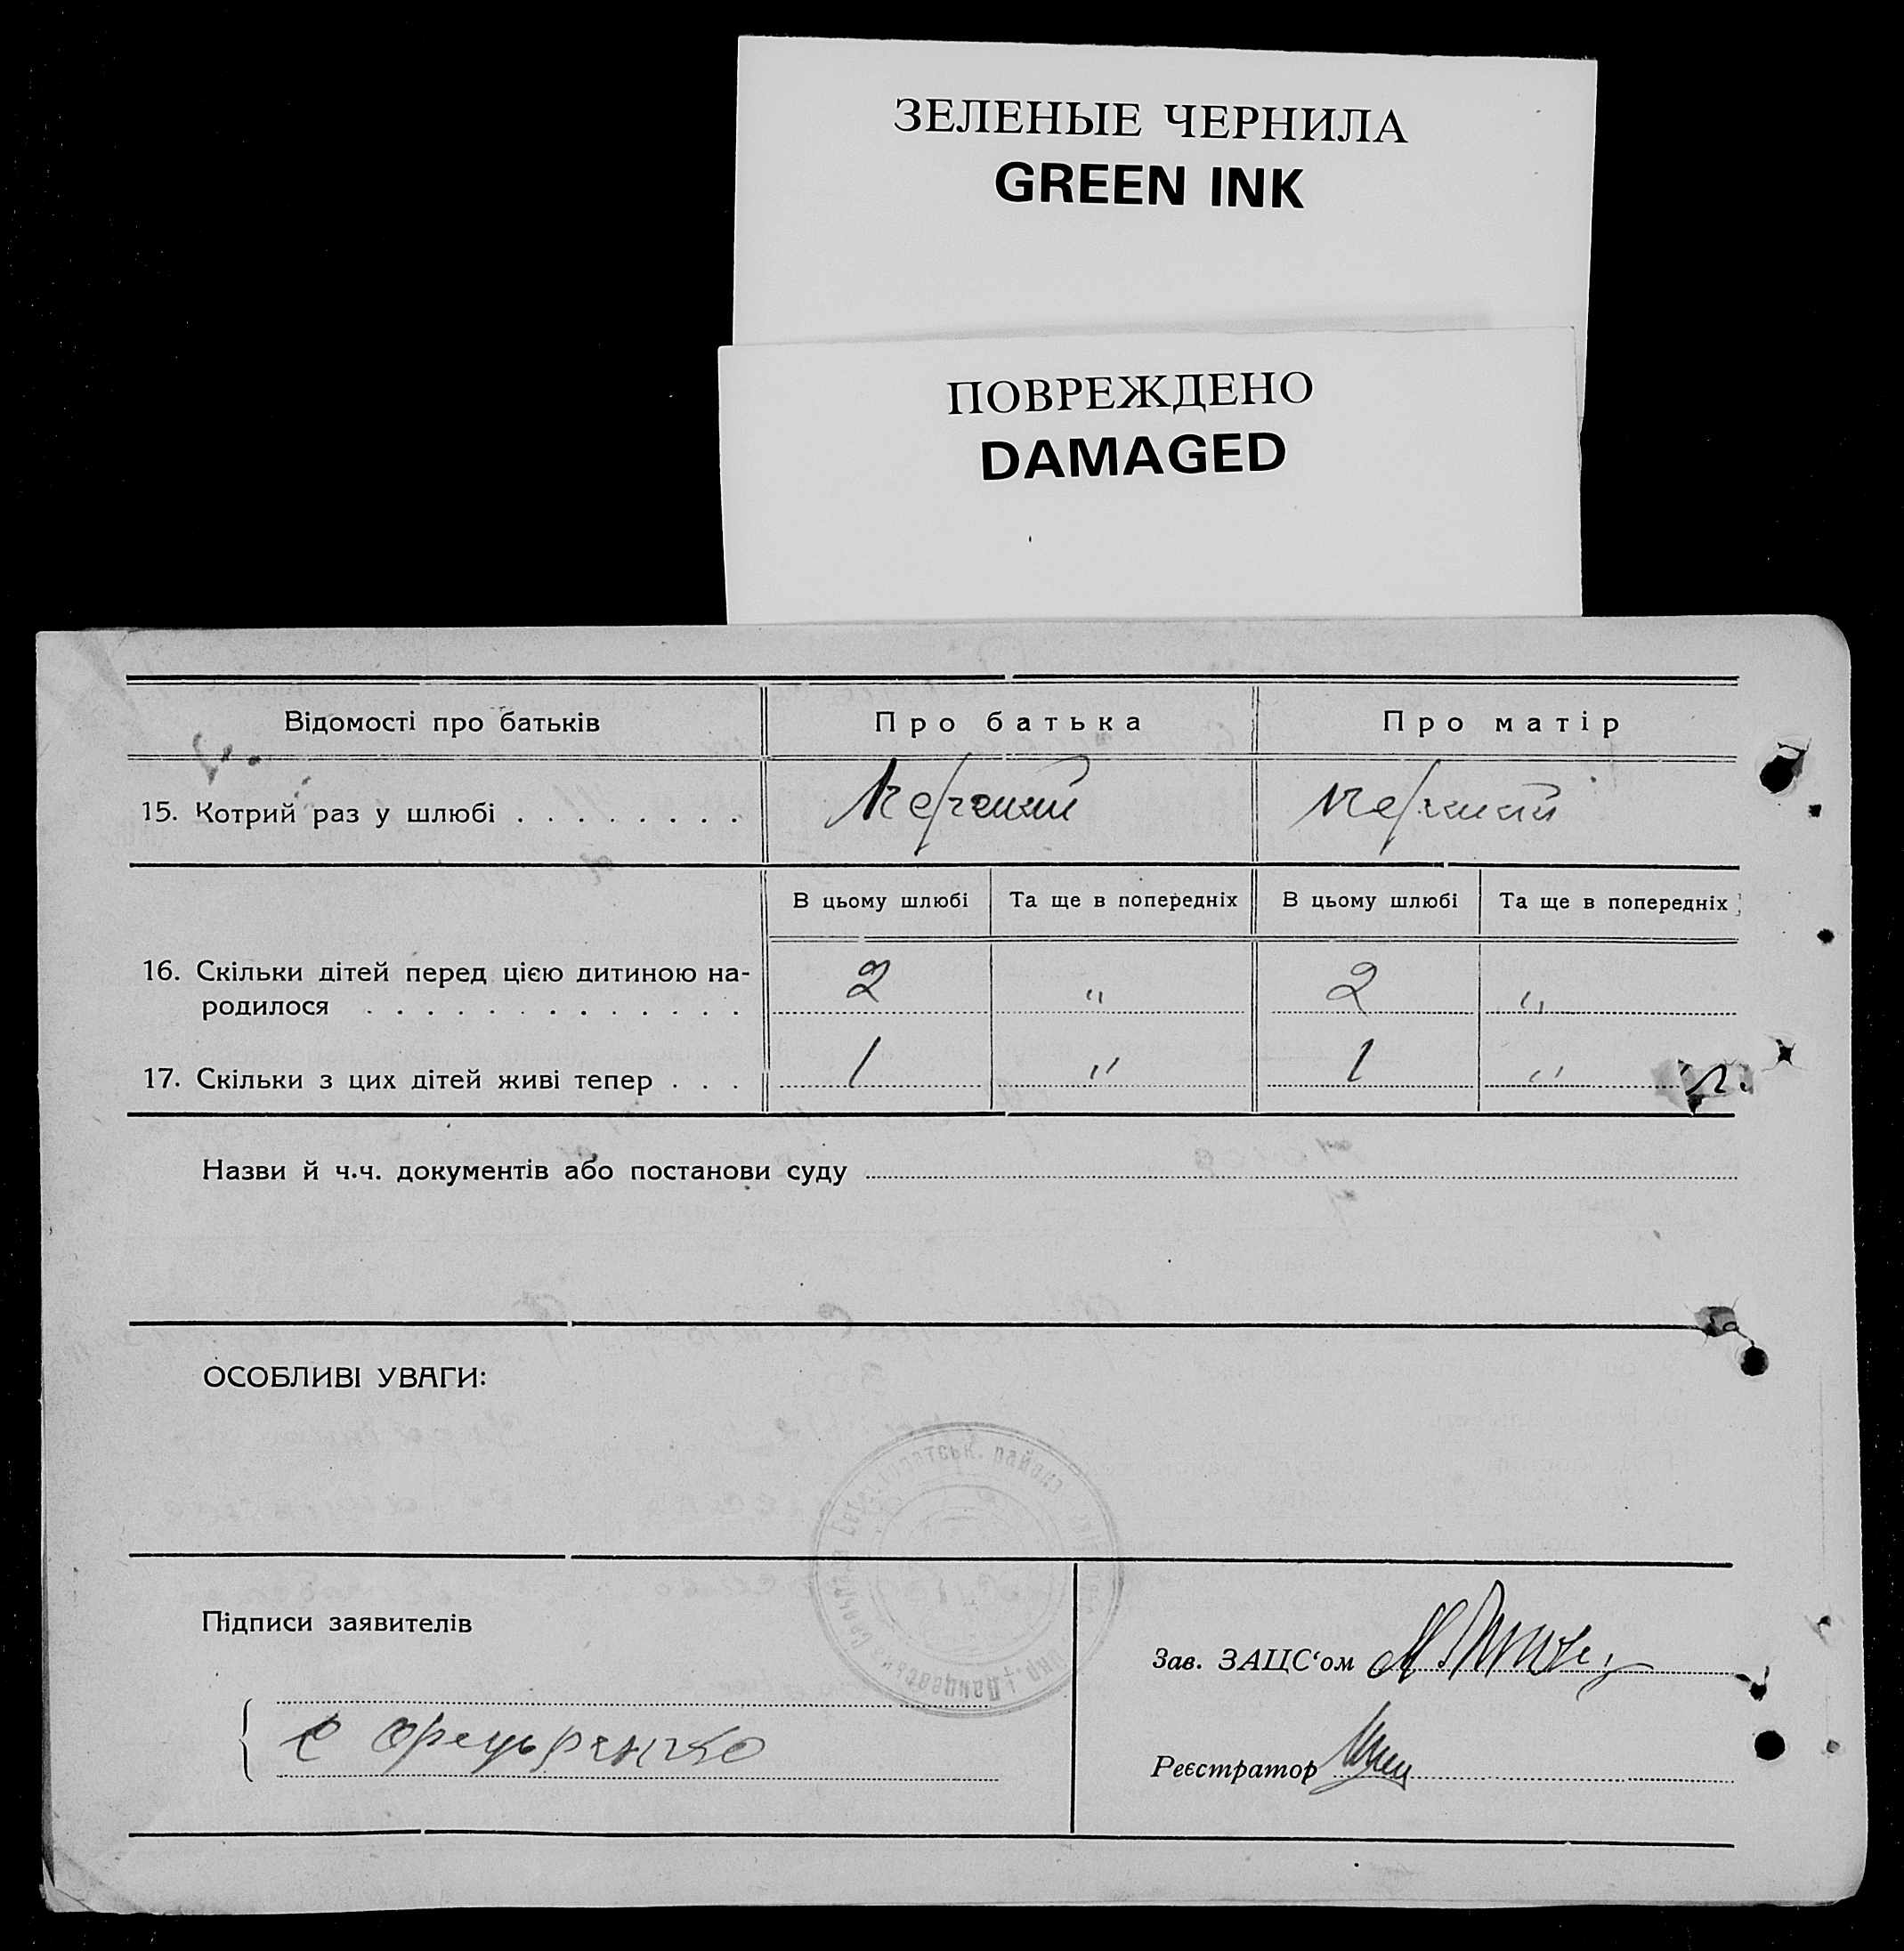 ЗЕЛЕНЫЕ ЧЕРНИЛА
GREEN INK
ПОВРЕЖДЕНО
DAMAGED
Відомості про батьків Про батька Про матір
15. Котрий раз у шлюбі . . . . . . . .
В цьому шлюбі Та ще в попередніх В цьому шлюбі Та ще в попередніх
16. Скільки дітей перед цією дитиною на-
родилося . . . . . . . . . . . . . 2 " 2 "
17. Скільки з цих дітей живі тепер . . . 1 " 1 "
Назви й ч.ч. документів або постанови суду
ОСОБЛИВІ УВАГИ:
Підписи заявителів
Зав. ЗАЦС‘ом
Реєстратор